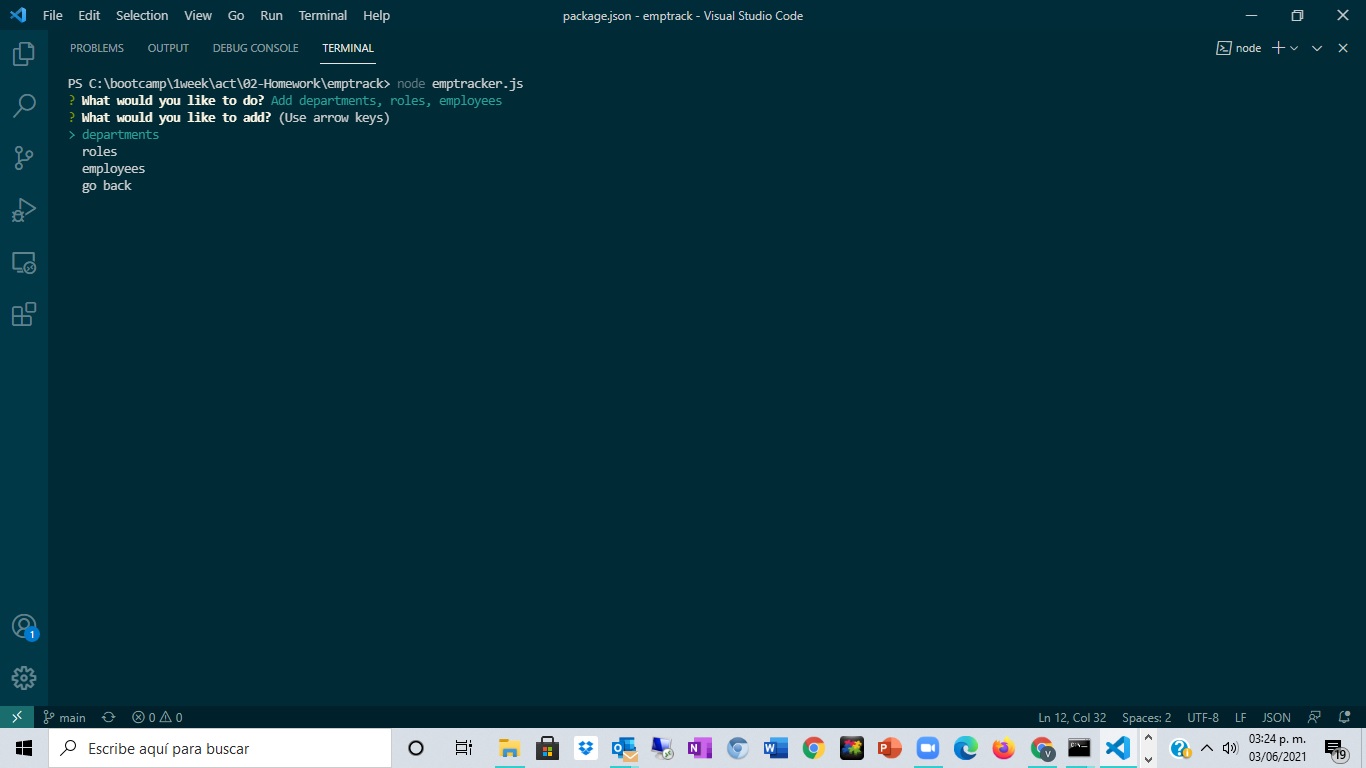 File Edit Selection View Go Run Terminal Help
package.json - emptrack - Visual Studio Code
PROBLEMS OUTPUT DEBUG CONSOLE TERMINAL
node
PS C:\bootcamp\1week\act\02-Homework\emptrack> node emptracker.js
? What would you like to do? Add departments, roles, employees
? What would you like to add? (Use arrow keys)
> departments
roles
employees
go back
1
main 0 0
Ln 12, Col 32 Spaces: 2 UTF-8 LF JSON
Escribe aquí para buscar
03:24 p. m.
03/06/2021
19